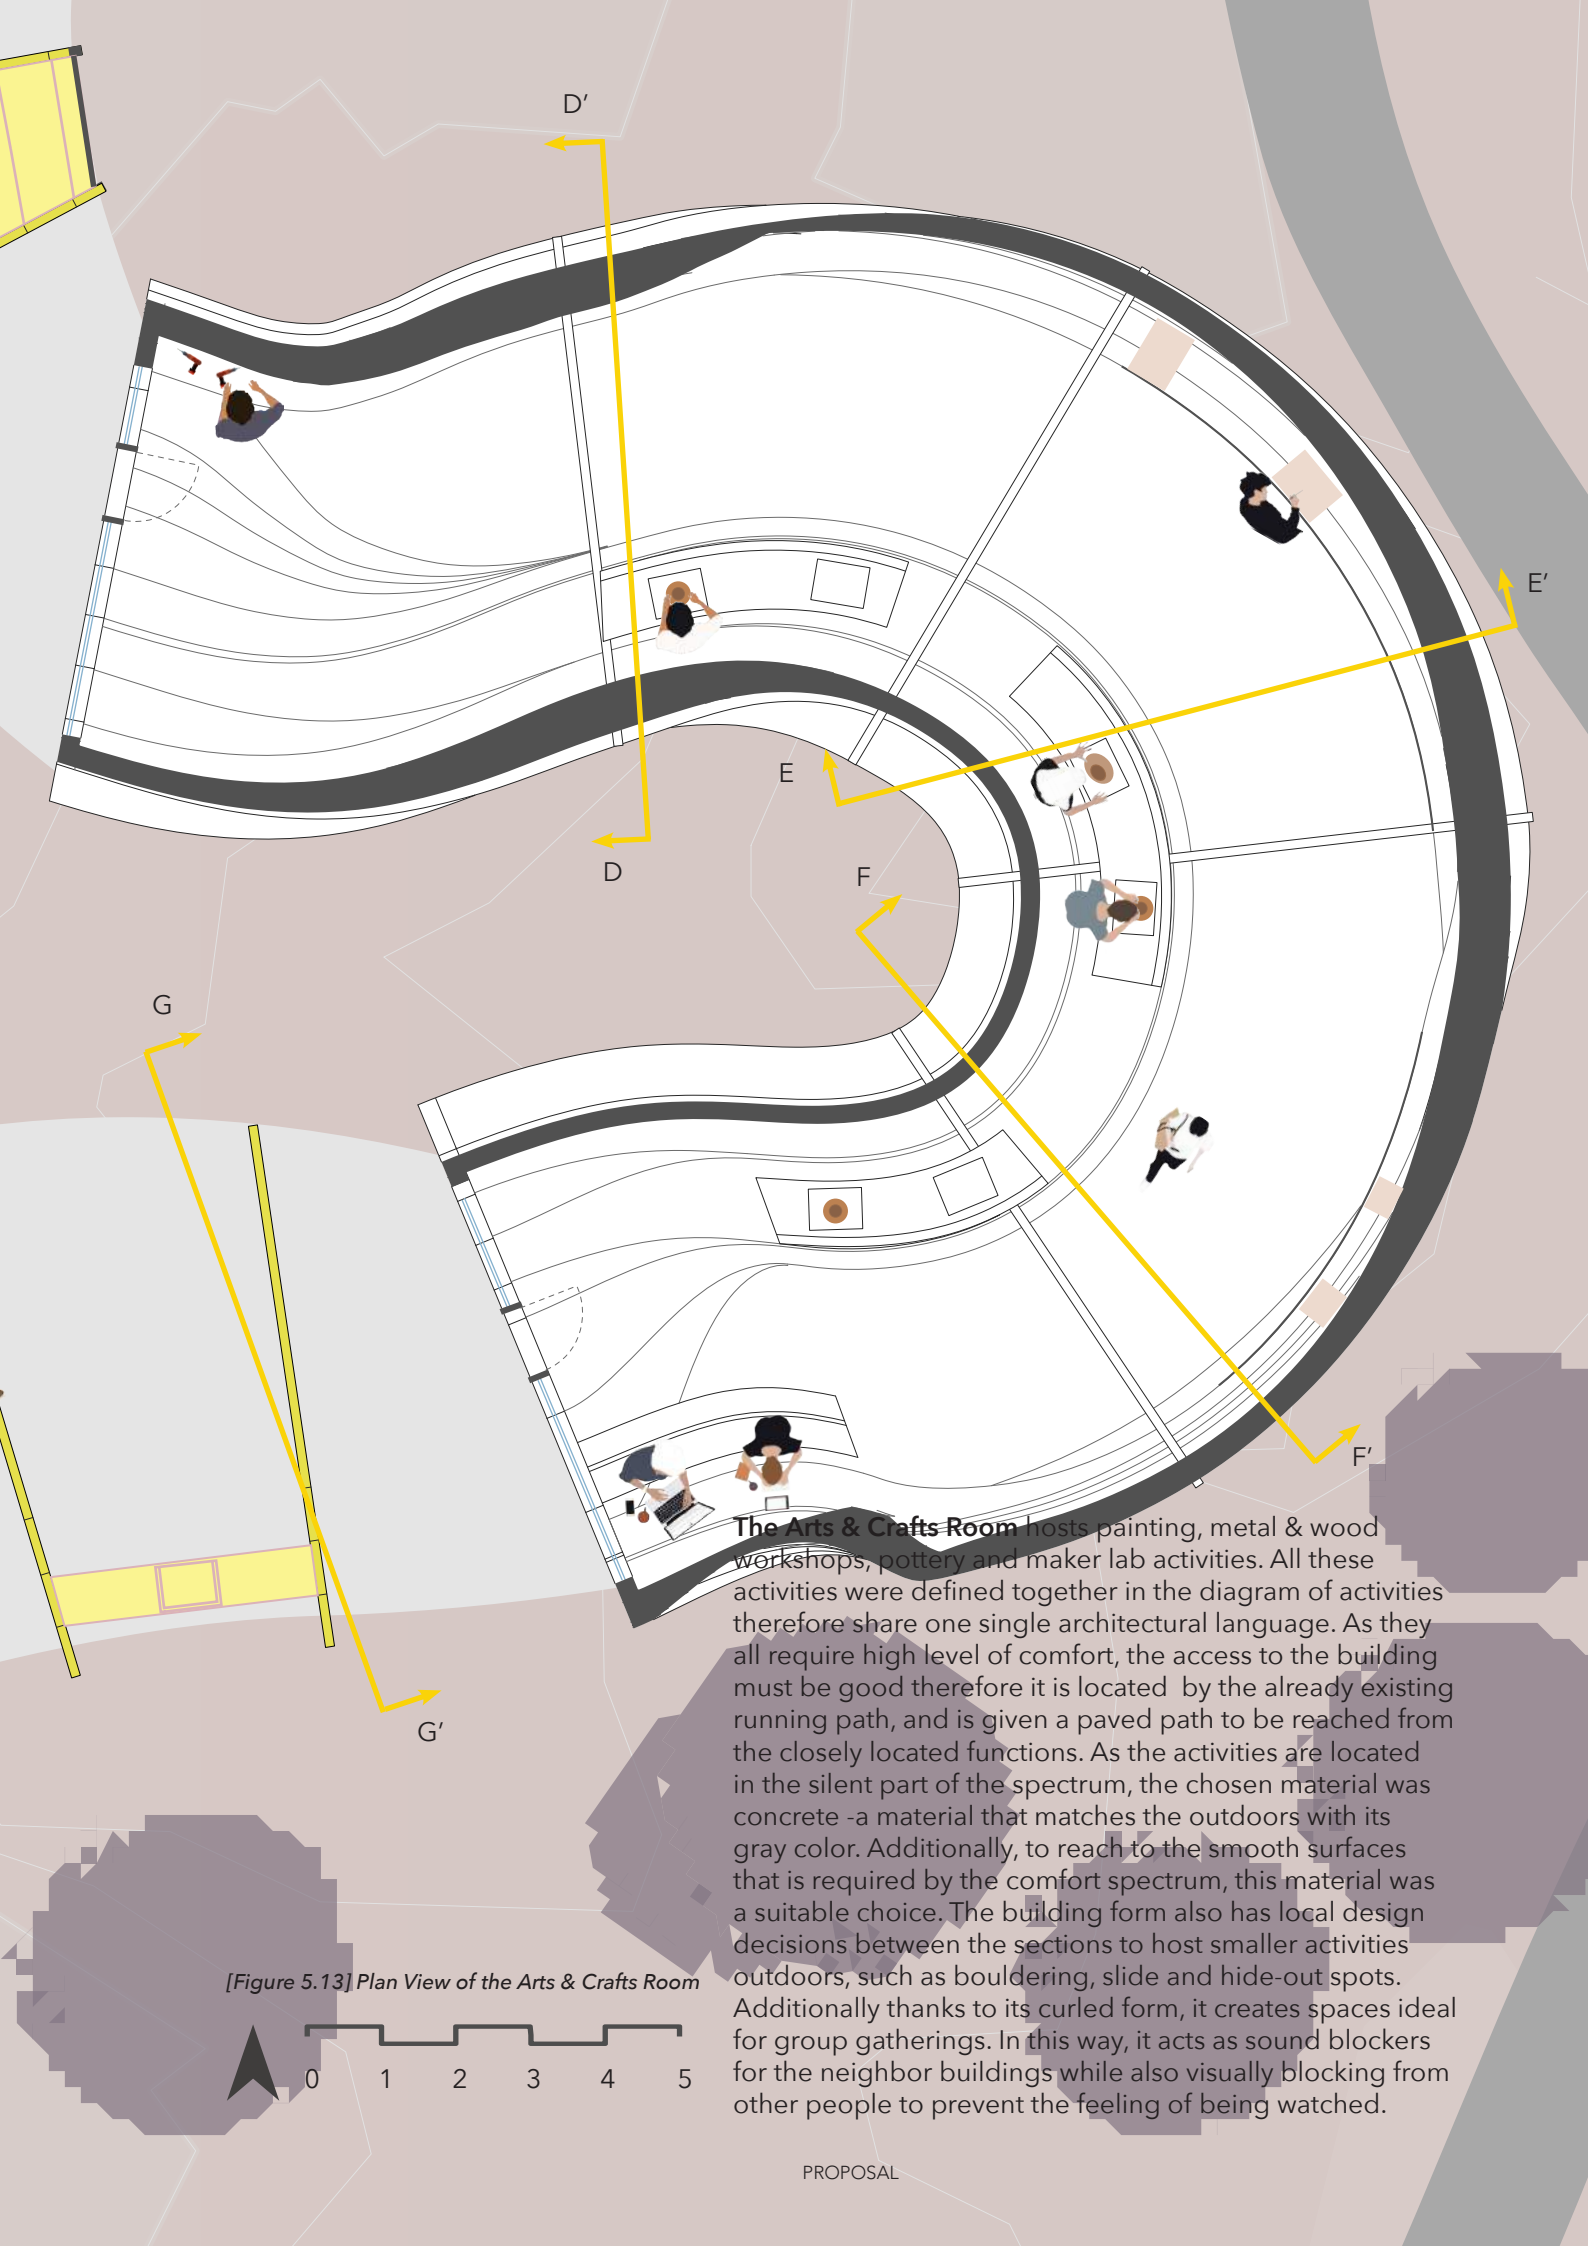 D’
E’
E
D
F
G
F’
G’
The Arts & Crafts Room hosts painting, metal & wood
workshops, pottery and maker lab activities. All these
activities were defined together in the diagram of activities
therefore share one single architectural language. As they
all require high level of comfort, the access to the building
must be good therefore it is located  by the already existing
running path, and is given a paved path to be reached from
the closely located functions. As the activities are located
in the silent part of the spectrum, the chosen material was
concrete -a material that matches the outdoors with its
gray color. Additionally, to reach to the smooth surfaces
that is required by the comfort spectrum, this material was
a suitable choice. The building form also has local design
decisions between the sections to host smaller activities
outdoors, such as bouldering, slide and hide-out spots.
Additionally thanks to its curled form, it creates spaces ideal
for group gatherings. In this way, it acts as sound blockers
for the neighbor buildings while also visually blocking from
other people to prevent the feeling of being watched.
[Figure 5.13] Plan View of the Arts & Crafts Room
0 1 2 3 4 5
PROPOSAL